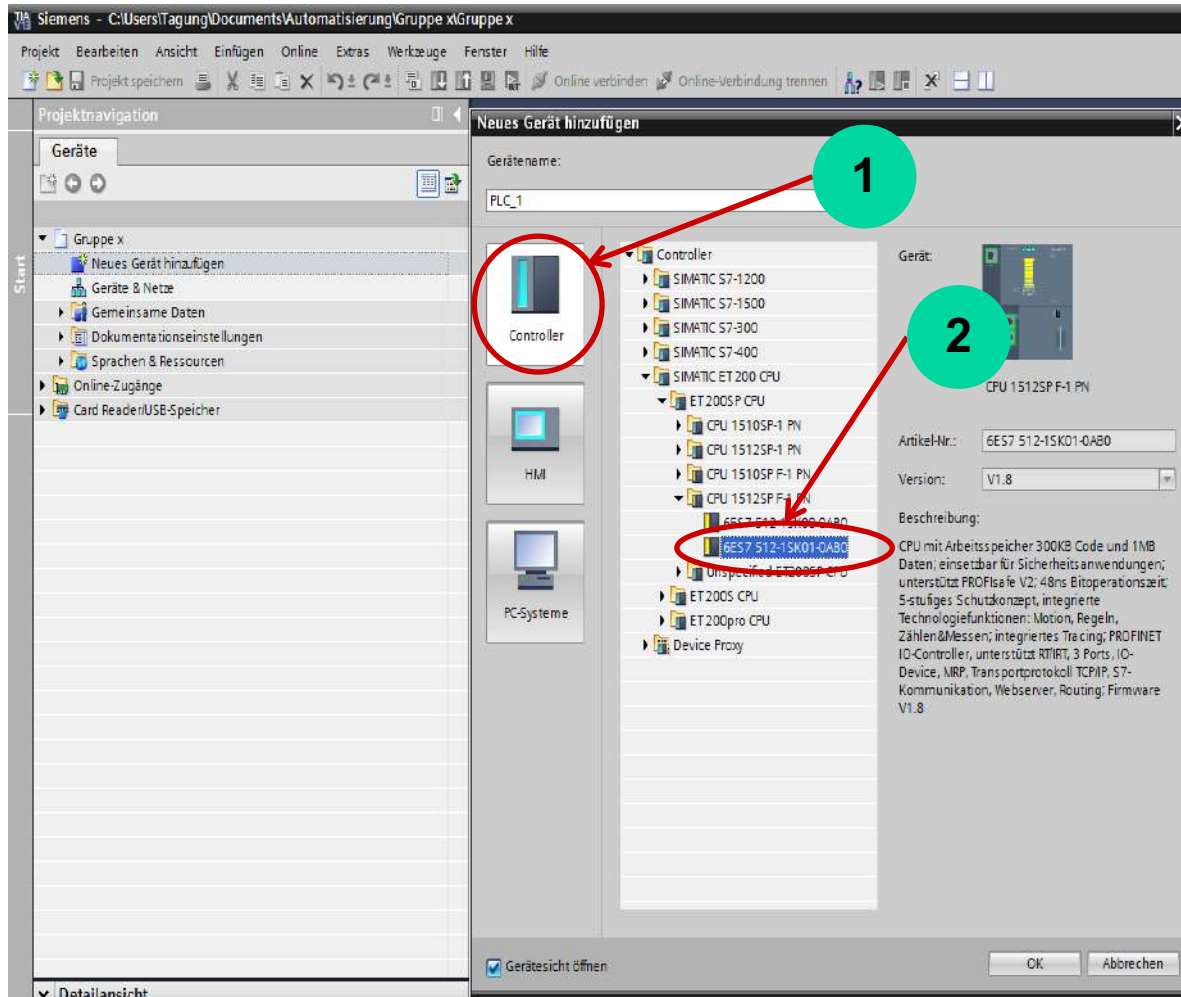 Siemens - C:\Users\Tagung\Documents\Automatisierung\Gruppe x\Gruppe x
Projekt Bearbeiten Ansicht Einfügen Online Extras Werkzeuge Fenster Hilfe
Projekt speichern Online verbinden Online-Verbindung trennen
Projektnavigation
Geräte
Start
Gruppe x
Neues Gerät hinzufügen
Geräte & Netze
Gemeinsame Daten
Dokumentationseinstellungen
Sprachen & Ressourcen
Online-Zugänge
Card Reader/USB-Speicher
Detailansicht
Neues Gerät hinzufügen
Gerätename:
PLC_1
1
2
Controller
HMI
PC-Systeme
Controller
SIMATIC S7-1200
SIMATIC S7-1500
SIMATIC S7-300
SIMATIC S7-400
SIMATIC ET 200 CPU
ET 200SP CPU
CPU 1510SP-1 PN
CPU 1512SP-1 PN
CPU 1510SP F-1 PN
CPU 1512SP F-1 PN
6ES7 512-1SK00-0AB0
6ES7 512-1SK01-0AB0
Unspecified ET200SP CPU
ET 200S CPU
ET 200pro CPU
Device Proxy
Gerät:
CPU 1512SP F-1 PN
Artikel-Nr.: 6ES7 512-1SK01-0AB0
Version: V1.8
Beschreibung:
CPU mit Arbeitsspeicher 300KB Code und 1MB
Daten; einsetzbar für Sicherheitsanwendungen;
unterstützt PROFIsafe V2; 48ns Bitoperationszeit;
5-stufiges Schutzkonzept, integrierte
Technologiefunktionen: Motion, Regeln,
Zählen&Messen; integriertes Tracing; PROFINET
IO-Controller, unterstützt RT/IRT, 3 Ports, IO-
Device, MRP, Transportprotokoll TCP/IP, S7-
Kommunikation, Webserver, Routing; Firmware
V1.8
Gerätesicht öffnen
OK Abbrechen